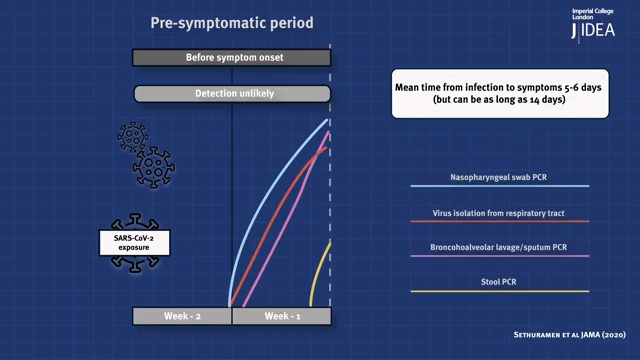 Pre-symptomatic period
Imperial College
London
J IDEA
Before symptom onset
Detection unlikely
Mean time from infection to symptoms 5-6 days
(but can be as long as 14 days)
Nasopharyngeal swab PCR
Virus isolation from respiratory tract
Broncohoalveolar lavage/sputum PCR
Stool PCR
SARS-CoV-2
exposure
Week - 2
Week - 1
Sethuramen et al JAMA (2020)